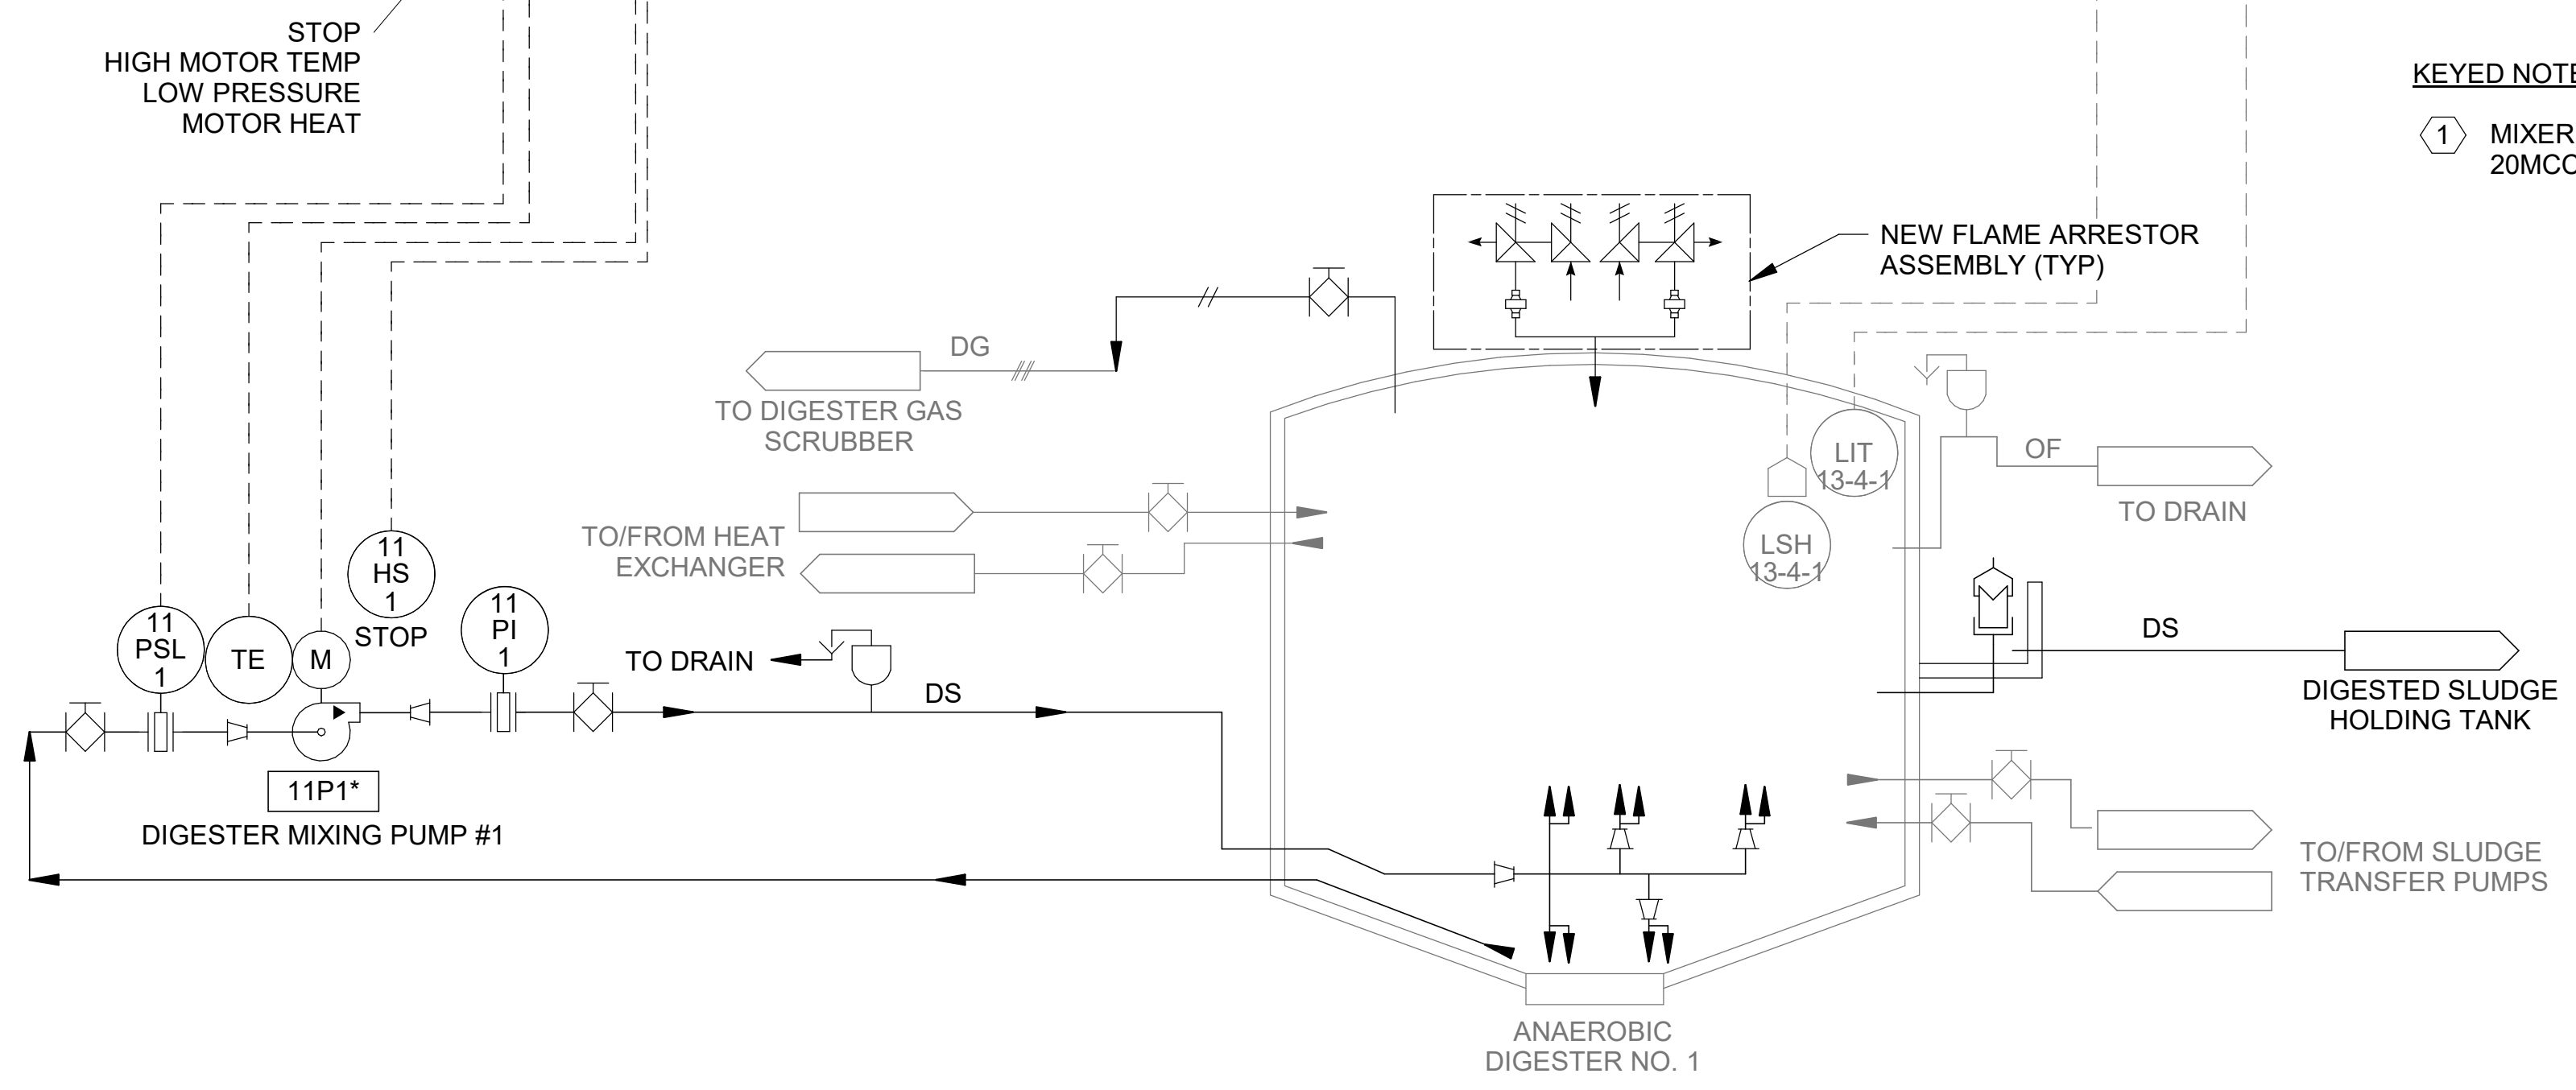 STOP
HIGH MOTOR TEMP
LOW PRESSURE
MOTOR HEAT
KEYED NOTE
1 MIXER
20MCC
NEW FLAME ARRESTOR
ASSEMBLY (TYP)
DG
TO DIGESTER GAS
SCRUBBER
LIT
13-4-1
OF
TO DRAIN
TO/FROM HEAT
EXCHANGER
LSH
13-4-1
11
HS
1
STOP
11
PI
1
11
PSL
1
TE
M
TO DRAIN
DS
DS
DIGESTED SLUDGE
HOLDING TANK
11P1*
DIGESTER MIXING PUMP #1
TO/FROM SLUDGE
TRANSFER PUMPS
ANAEROBIC
DIGESTER NO. 1